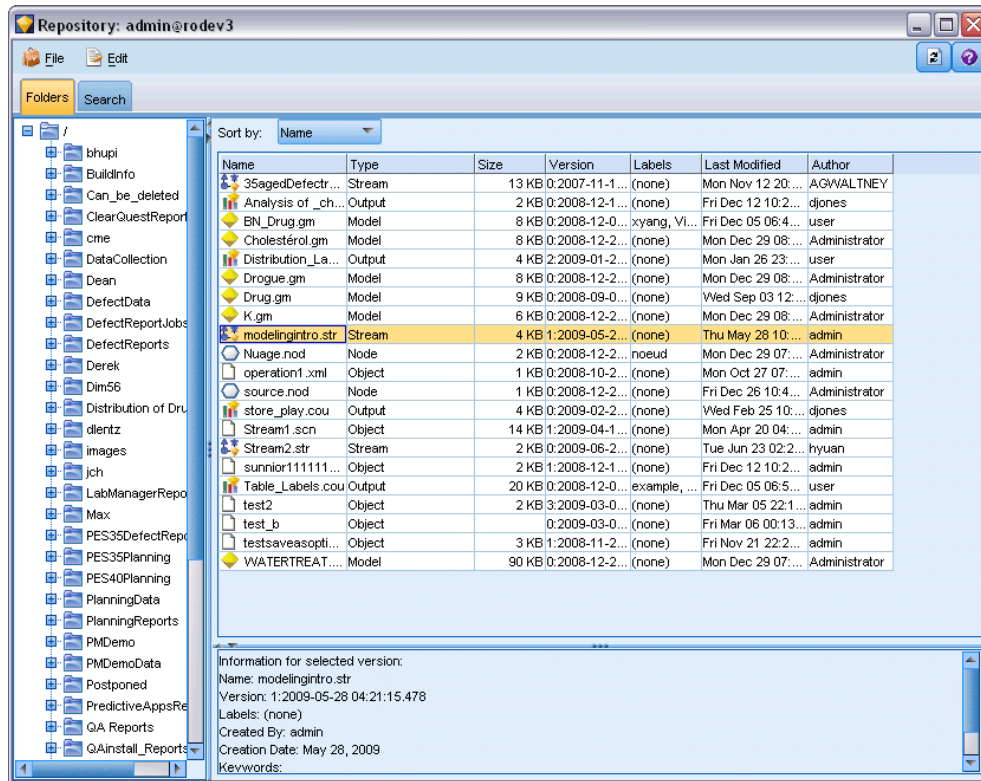 Repository: admin@rodev3
File Edit
Folders Search
/
bhupi
BuildInfo
Can_be_deleted
ClearQuestReport
cme
DataCollection
Dean
DefectData
DefectReportJobs
DefectReports
Derek
Dim56
Distribution of Dru
dlentz
images
jch
LabManagerRepo
Max
PES35DefectRepo
PES35Planning
PES40Planning
PlanningData
PlanningReports
PMDemo
PMDemoData
Postponed
PredictiveAppsRe
QA Reports
QAinstall_Reports
Sort by: Name
Name Type Size Version Labels Last Modified Author
35agedDefectr... Stream 13 KB 0:2007-11-1... (none) Mon Nov 12 20:... AGWALTNEY
Analysis of _ch... Output 2 KB 0:2008-12-1... (none) Fri Dec 12 10:2... djones
BN_Drug.gm Model 8 KB 0:2008-12-0... xyang, Vi... Fri Dec 05 06:4... user
Cholestérol.gm Model 8 KB 0:2008-12-2... (none) Mon Dec 29 08:... Administrator
Distribution_La... Output 4 KB 2:2009-01-2... (none) Mon Jan 26 23:... user
Drogue.gm Model 8 KB 0:2008-12-2... (none) Mon Dec 29 08:... Administrator
Drug.gm Model 9 KB 0:2008-09-0... (none) Wed Sep 03 12:... djones
K.gm Model 6 KB 0:2008-12-2... (none) Mon Dec 29 08:... Administrator
modelingintro.str Stream 4 KB 1:2009-05-2... (none) Thu May 28 10:... admin
Nuage.nod Node 2 KB 0:2008-12-2... noeud Mon Dec 29 07:... Administrator
operation1.xml Object 1 KB 0:2008-10-2... (none) Mon Oct 27 07:... admin
source.nod Node 1 KB 0:2008-12-2... (none) Fri Dec 26 10:4... Administrator
store_play.cou Output 4 KB 0:2009-02-2... (none) Wed Feb 25 10:... djones
Stream1.scn Object 14 KB 1:2009-04-1... (none) Mon Apr 20 04:... admin
Stream2.str Stream 2 KB 0:2009-06-2... (none) Tue Jun 23 02:2... hyuan
sunnior111111... Object 2 KB 1:2008-12-1... (none) Fri Dec 12 10:2... admin
Table_Labels.cou Output 20 KB 0:2008-12-0... example, ... Fri Dec 05 06:5... user
test2 Object 2 KB 3:2009-03-0... (none) Thu Mar 05 22:1... admin
test_b Object 0:2009-03-0... (none) Fri Mar 06 00:13... admin
testsaveasopti... Object 3 KB 1:2008-11-2... (none) Fri Nov 21 22:2... admin
WATERTREAT.... Model 90 KB 0:2008-12-2... (none) Mon Dec 29 07:... Administrator
Information for selected version:
Name: modelingintro.str
Version: 1:2009-05-28 04:21:15.478
Labels: (none)
Created By: admin
Creation Date: May 28, 2009
Keywords: